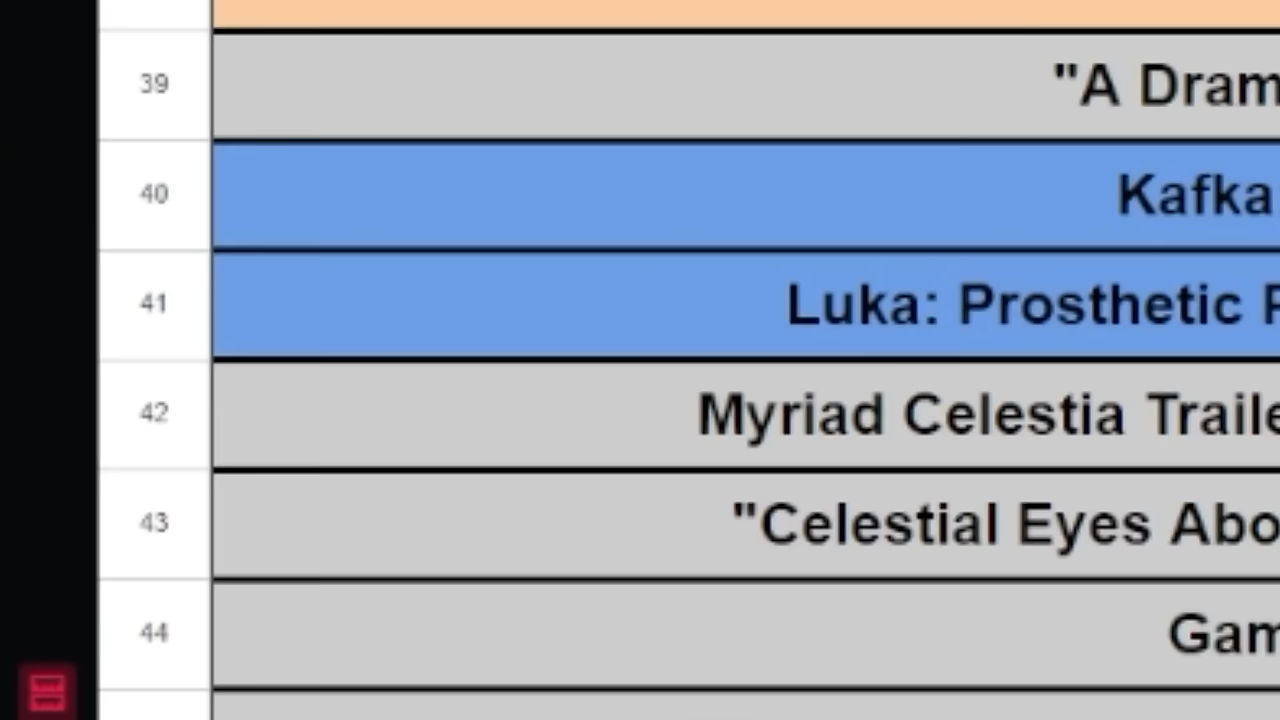 39 "A Dram
40 Kafka
41 Luka: Prosthetic
42 Myriad Celestia Traile
43 "Celestial Eyes Abo
44 Gam